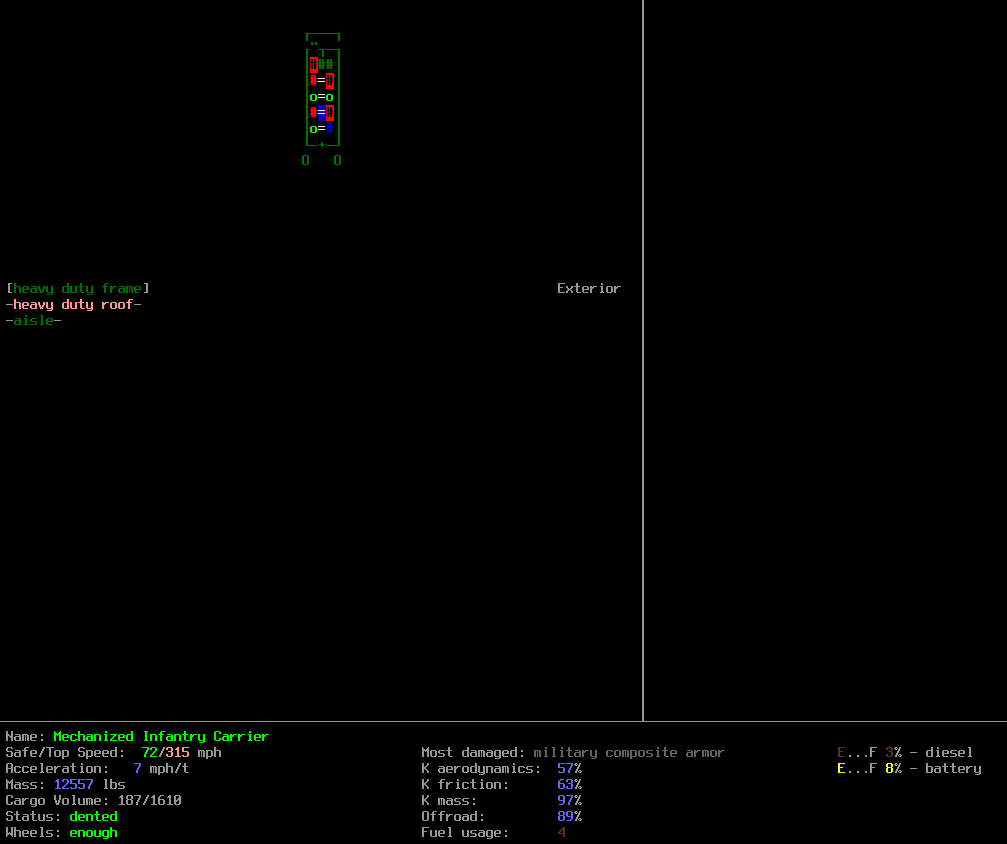 ##
#=#
o=o
#=#
o=#
+
O O
[heavy duty frame] Exterior
-heavy duty roof-
-aisle-
Name: Mechanized Infantry Carrier
Safe/Top Speed: 72/315 mph Most damaged: military composite armor E...F 3% - diesel
Acceleration: 7 mph/t K aerodynamics: 57% E...F 8% - battery
Mass: 12557 lbs K friction: 63%
Cargo Volume: 187/1610 K mass: 97%
Status: dented Offroad: 89%
Wheels: enough Fuel usage: 4